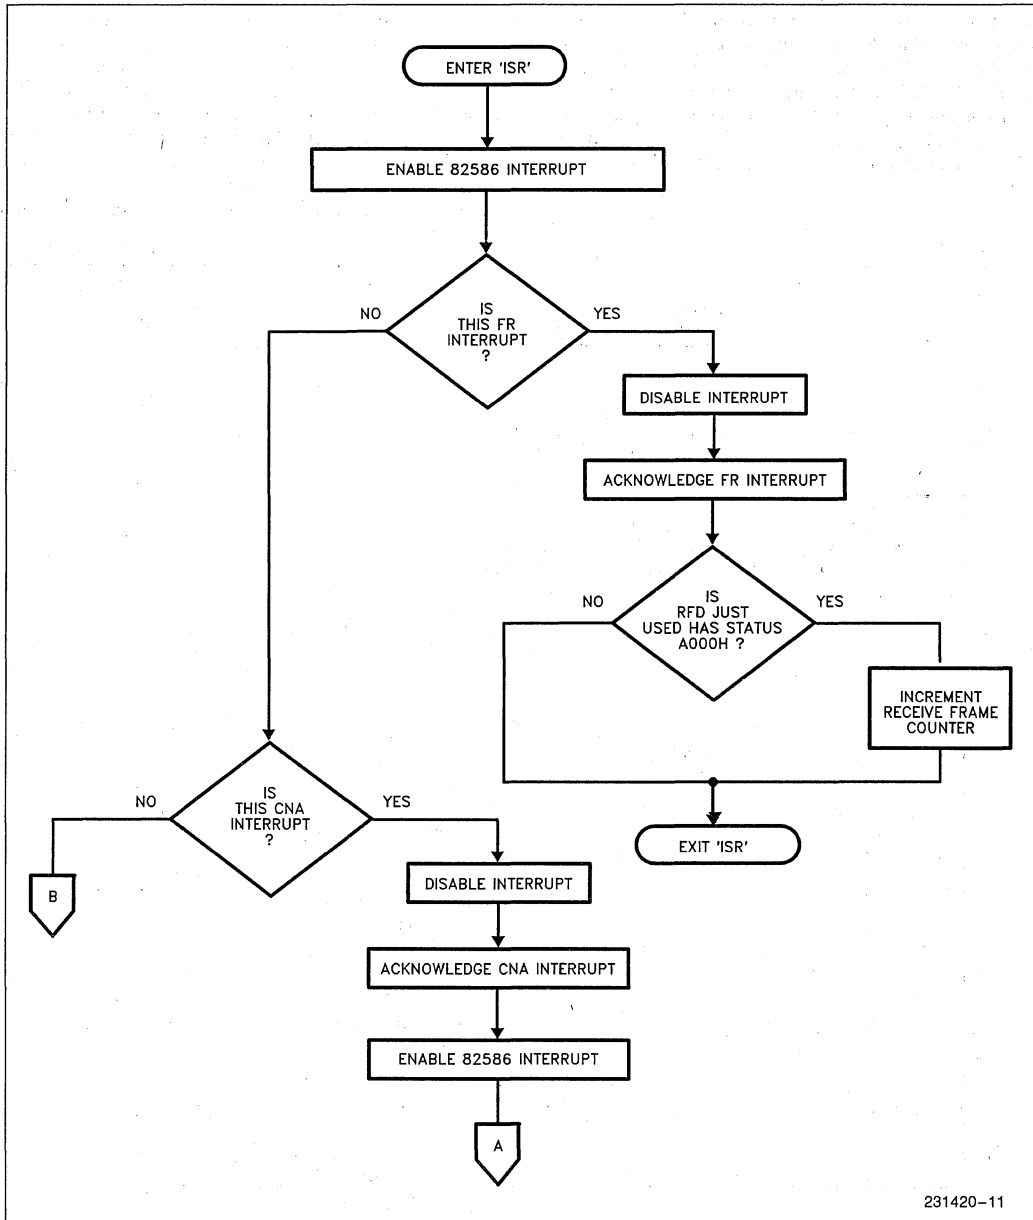 ENTER 'ISR'
ENABLE 82586 INTERRUPT
IS
THIS FR
INTERRUPT
?
NO
YES
DISABLE INTERRUPT
ACKNOWLEDGE FR INTERRUPT
IS
RFD JUST
USED HAS STATUS
A000H ?
NO
YES
INCREMENT
RECEIVE FRAME
COUNTER
EXIT 'ISR'
IS
THIS CNA
INTERRUPT
?
NO
YES
B
DISABLE INTERRUPT
ACKNOWLEDGE CNA INTERRUPT
ENABLE 82586 INTERRUPT
A
231420-11